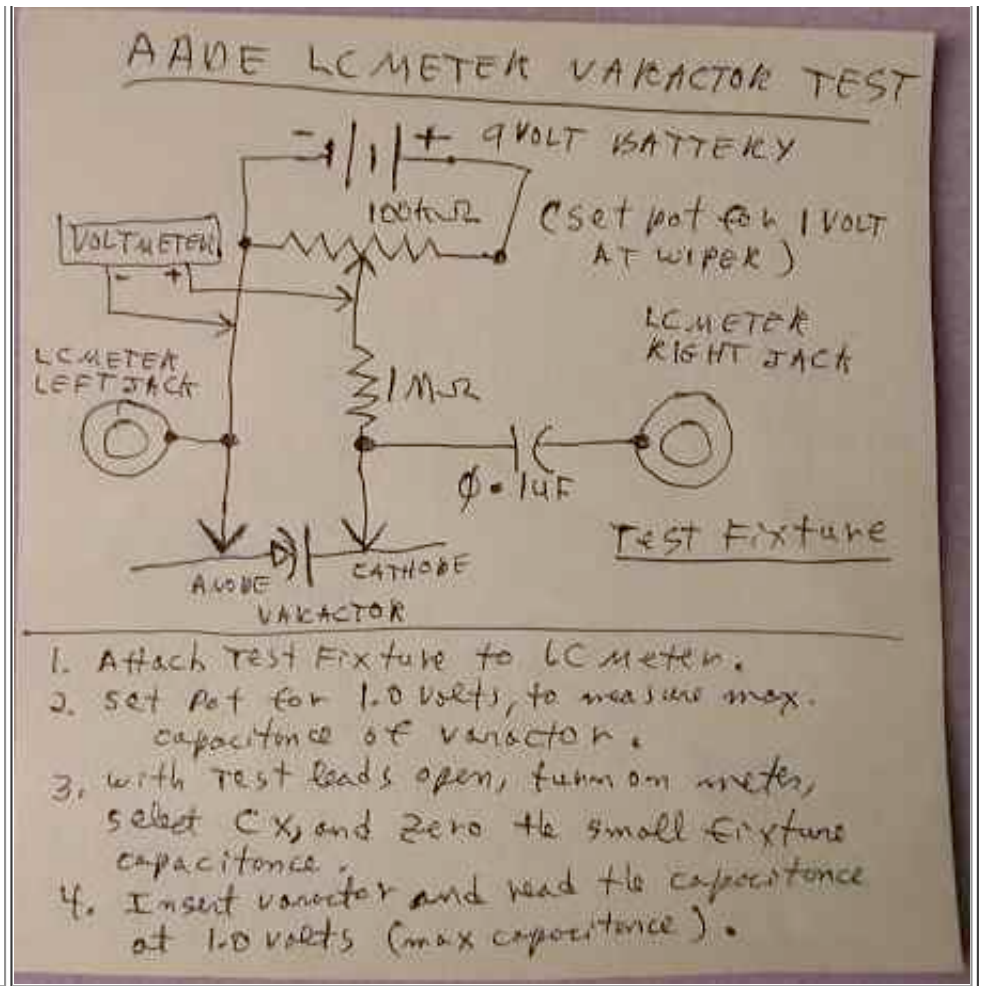 AADE LC METER VARACTOR TEST
- + 9 VOLT BATTERY
100KΩ
(set pot for 1 VOLT
AT WIPER)
VOLTMETER
- +
LC METER
RIGHT JACK
LC METER
LEFT JACK
1MΩ
0.1uF
Test Fixture
ANODE
CATHODE
VARACTOR
1. Attach Test Fixture to LC meter.
2. Set Pot for 1.0 volts, to measure max.
capacitance of varactor.
3. with Test leads open, turn on meter,
select CX, and Zero the small fixture
capacitance.
4. Insert varactor and read the capacitance
at 1.0 volts (max capacitance).